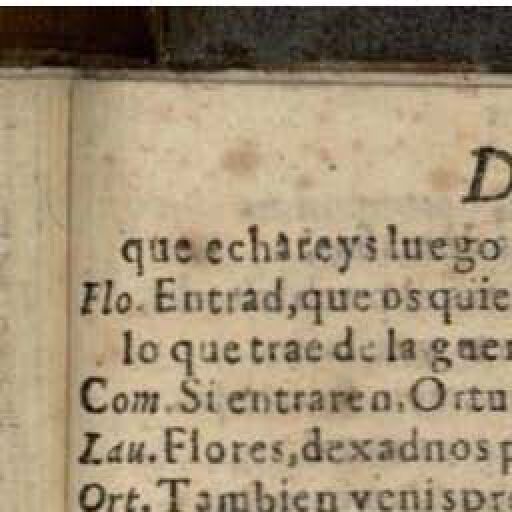 D
que echareys luego
Flo. Entrad, que os quie
lo que trae de la guer
Com. Si entraren. Ortu
Lau. Flores, dexadnos p
Ort. Tambien venis pre